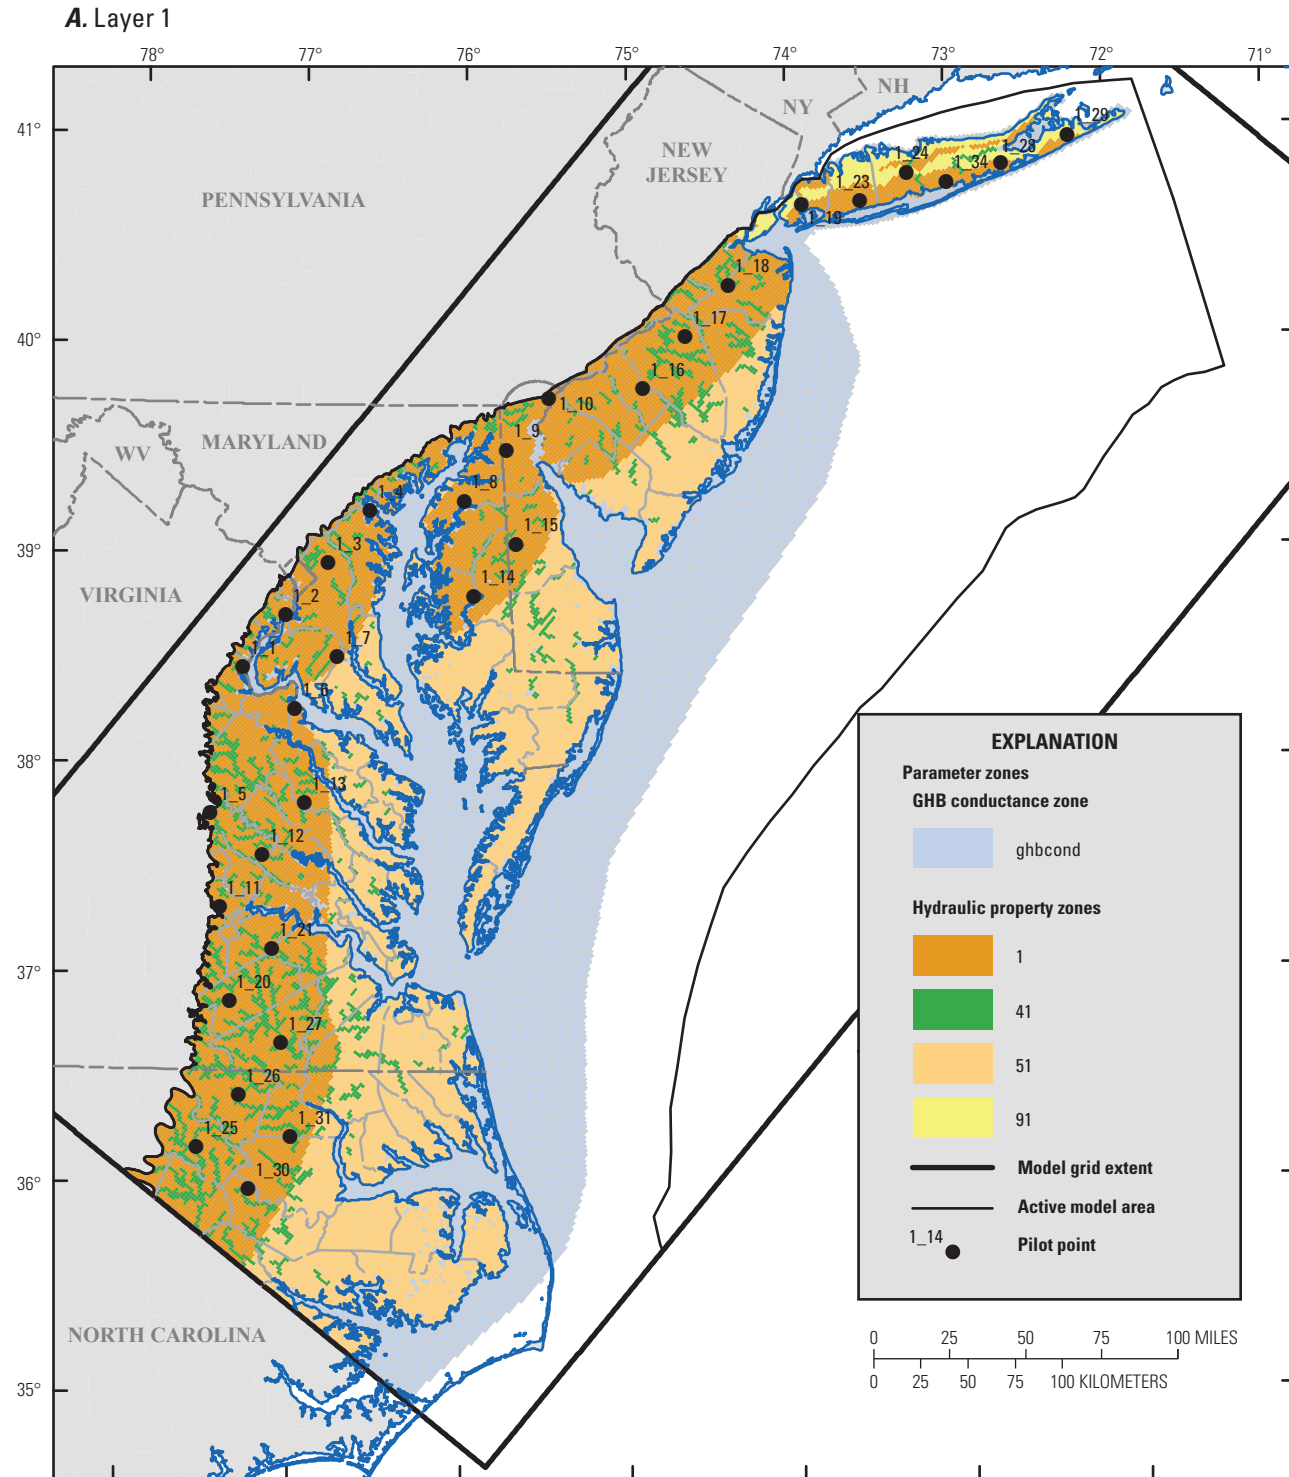 A. Layer 1
78° 77° 76° 75° 74° 73° 72° 71°
NH
NY
41°
1_29
NEW
JERSEY
1_24
1_28
1_34
1_23
PENNSYLVANIA
1_19
1_18
1_17
40°
1_16
1_10
MARYLAND
1_9
WV
1_8
1_4
1_15
1_3
39°
1_14
VIRGINIA
1_2
1_7
1_1
1_6
38°
1_13
1_5
1_12
1_11
1_21
37°
1_20
1_27
1_26
1_31
1_25
1_30
36°
NORTH CAROLINA
35°
EXPLANATION
Parameter zones
GHB conductance zone
ghbcond
Hydraulic property zones
1
41
51
91
Model grid extent
Active model area
1_14
Pilot point
0 25 50 75 100 MILES
0 25 50 75 100 KILOMETERS